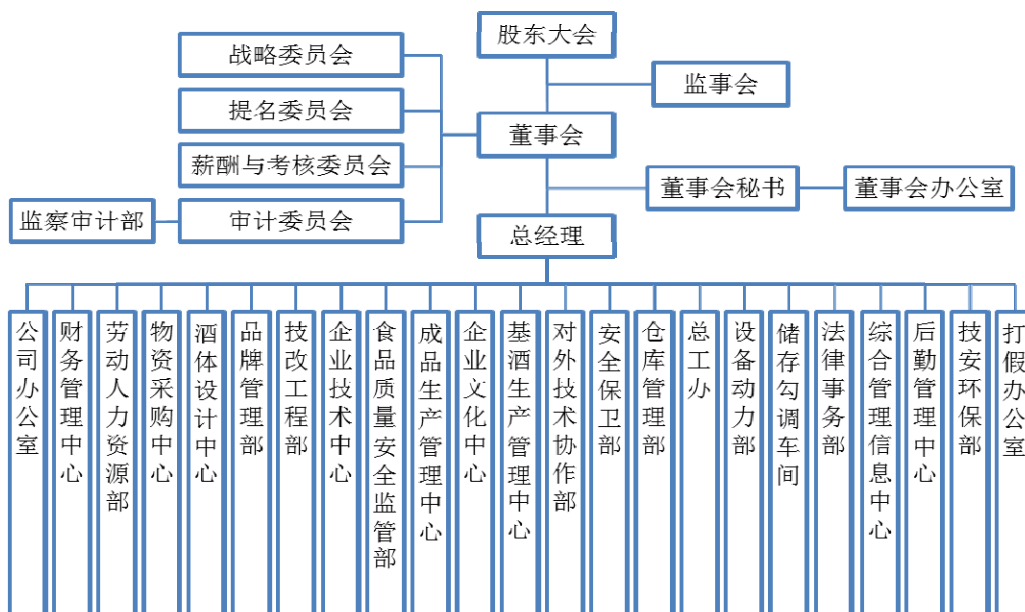 股东大会
战略委员会
监事会
提名委员会
董事会
薪酬与考核委员会
董事会秘书
董事会办公室
监察审计部
审计委员会
总经理
公司办公室
财务管理中心
劳动人力资源部
物资采购中心
酒体设计中心
品牌管理部
技改工程部
企业技术中心
食品质量安全监管部
成品生产管理中心
企业文化中心
基酒生产管理中心
对外技术协作部
安全保卫部
仓库管理部
总工办
设备动力部
储存勾调车间
法律事务部
综合管理信息中心
后勤管理中心
技安环保部
打假办公室